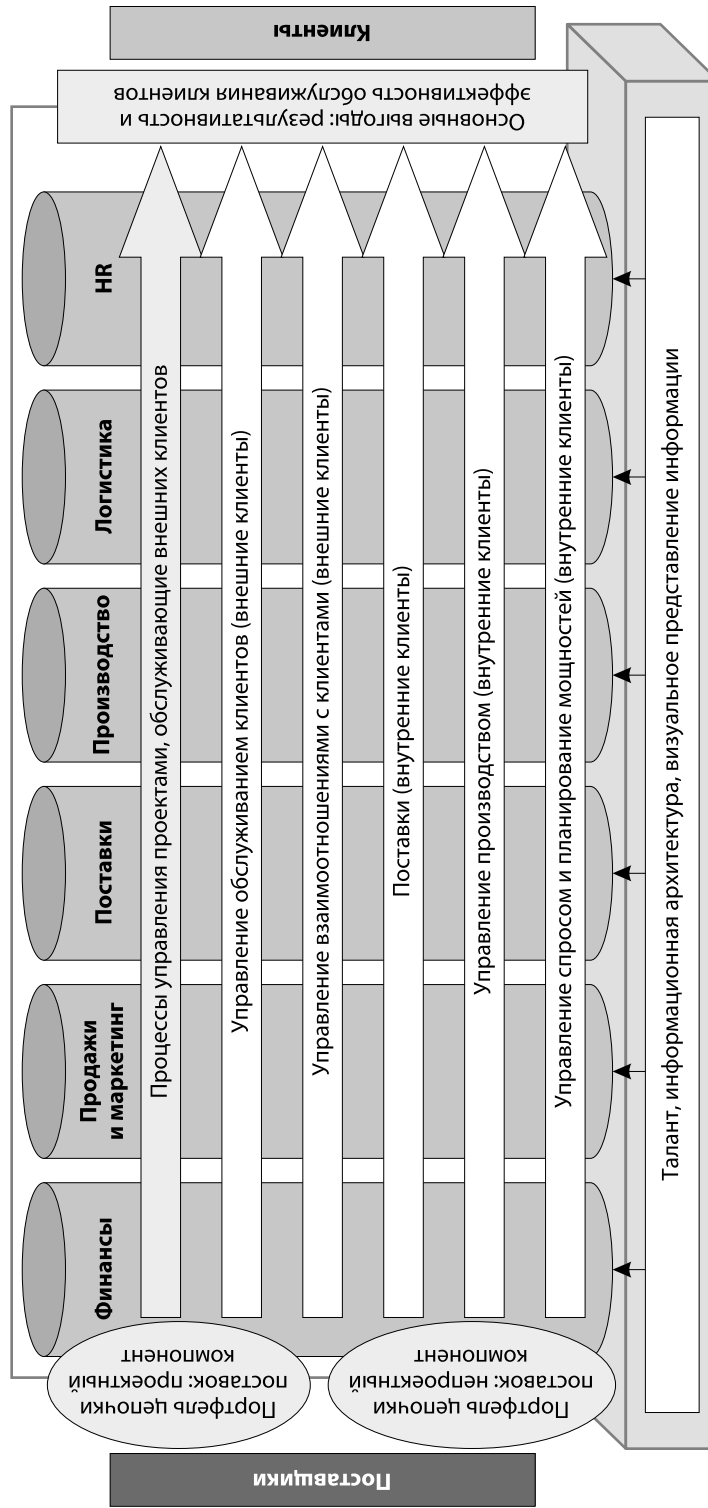 Поставщики
Портфель цепочки
поставок: проектный
компонент
Портфель цепочки
поставок: непроектный
компонент
Финансы
Продажи
и маркетинг
Поставки
Производство
Логистика
HR
Процессы управления проектами, обслуживающие внешних клиентов
Управление обслуживанием клиентов (внешние клиенты)
Управление взаимоотношениями с клиентами (внешние клиенты)
Поставки (внутренние клиенты)
Управление производством (внутренние клиенты)
Управление спросом и планирование мощностей (внутренние клиенты)
Основные выгоды: результативность и
эффективность обслуживания клиентов
Клиенты
Талант, информационная архитектура, визуальное представление информации